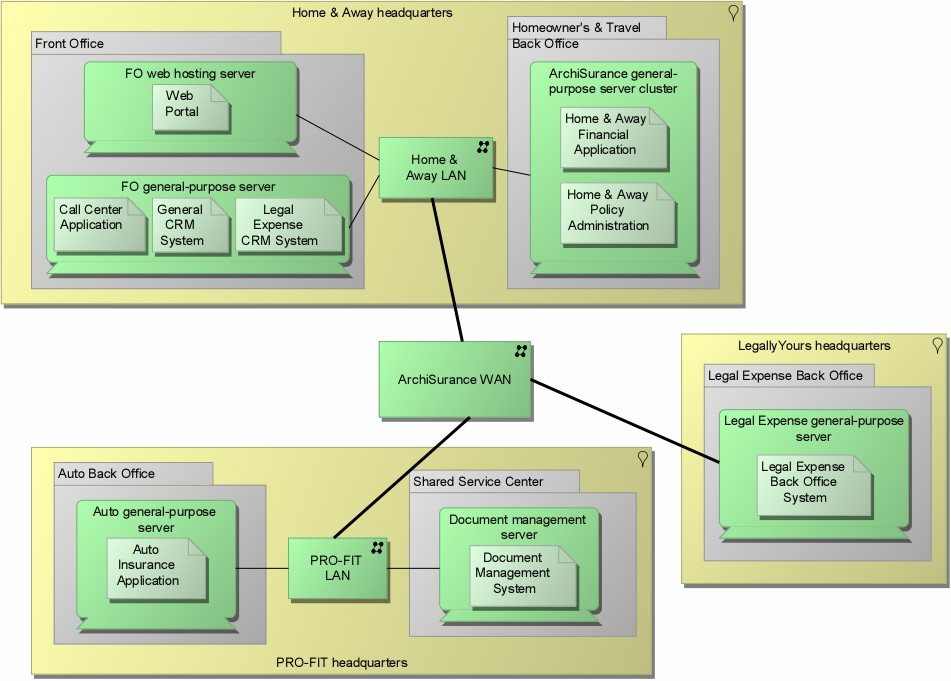 Home & Away headquarters
Front Office
FO web hosting server
Web
Portal
FO general-purpose server
Call Center
Application
General
CRM
System
Legal
Expense
CRM System
Home &
Away LAN
Homeowner's & Travel
Back Office
ArchiSurance general-
purpose server cluster
Home & Away
Financial
Application
Home & Away
Policy
Administration
ArchiSurance WAN
LegallyYours headquarters
Legal Expense Back Office
Legal Expense general-purpose
server
Legal Expense
Back Office
System
Auto Back Office
Auto general-purpose
server
Auto
Insurance
Application
PRO-FIT
LAN
Shared Service Center
Document management
server
Document
Management
System
PRO-FIT headquarters